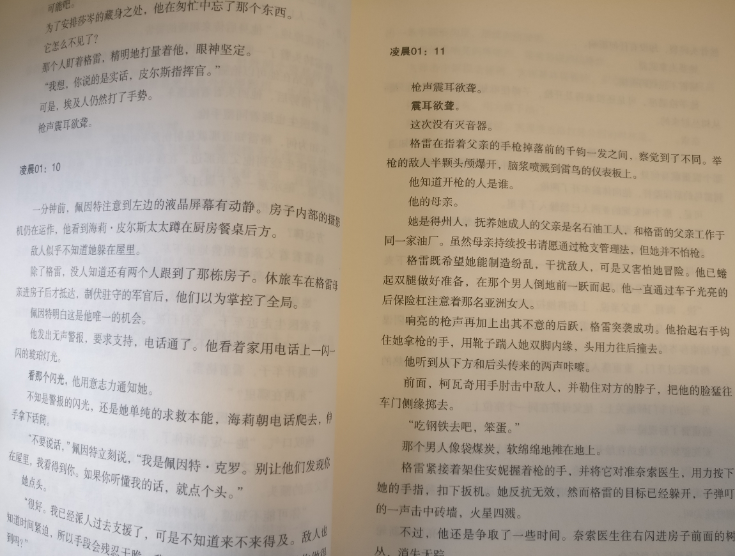 可能吧。
为了安排莎岑的藏身之处，他在匆忙中忘了那个东西。
它怎么不见了？
那个人盯着格雷，精明地打量着他，眼神坚定。
“我想，你说的是实话，皮尔斯指挥官。”
可是，埃及人仍然打了手势。
枪声震耳欲聋。
凌晨01：10
一分钟前，佩因特注意到左边的液晶屏幕有动静。房子内部的摄
机仍在运作，他看到海莉·皮尔斯太太蹲在厨房餐桌后方。
敌人似乎不知道她躲在屋里。
除了格雷，没人知道还有两个人跟到了那栋房子。休旅车在格雷
亲进房子后才抵达，制伏驻守的军官后，他们以为掌控了全局。
佩因特明白这是他唯一的机会。
他发出无声警报，要求支持，电话通了。他看着家用电话上一闪一
闪的琥珀灯光。
看那个闪光，他用意志力通知她。
不知是警报的闪光，还是她单纯的求救本能，海莉朝电话爬去，伸
手拿下话筒。
“不要说话，”佩因特立刻说，“我是佩因特·克罗。别让他们发现你
在屋里。我看得到你。如果你听懂我的话，就点个头。”
她点头。
“很好。我已经派人过去支援了，可是不知道来不来得及。敌人也
知道时间紧迫，所以手段会残忍
到吗？”
凌晨01：11
枪声震耳欲聋。
震耳欲聋。
这次没有灭音器。
格雷在指着父亲的手枪掉落前的千钧一发之间，察觉到了不同。举
枪的敌人半颗头颅爆开，脑浆喷溅到雷鸟的仪表板上。
他知道开枪的人是谁。
他的母亲。
她是得州人，抚养她成人的父亲是名石油工人，和格雷的父亲工作于
同一家油厂。虽然母亲持续投书请愿通过枪支管理法，但她并不怕枪。
格雷既希望她能制造纷乱，干扰敌人，可是又害怕她冒险。他已蜷
起双腿做好准备，在那个男人倒地前一跃而起。他一直通过车子光亮的
后保险杠注意着那名亚洲女人。
响亮的枪声再加上出其不意的后跃，格雷突袭成功。他抬起右手钩
住她拿枪的手，用靴子踹入她双脚内缘，头用力往后撞去。
他听到从下方和后头传来的两声咔嚓。
前面，柯瓦奇用手肘击中敌人，并勒住对方的脖子，把他的脸猛往
车门侧缘掷去。
“吃钢铁去吧，笨蛋。”
那个男人像袋煤炭，软绵绵地摊在地上。
格雷紧接着架住安妮握着枪的手，并将它对准奈索医生，用力按下
她的手指，扣下扳机。她反抗无效，然而格雷的目标已经躲开，子弹叮
的一声击中砖墙，火星四溅。
不过，他还是争取了一些时间。奈索医生往右闪进房子前面的树
丛，消失无踪。